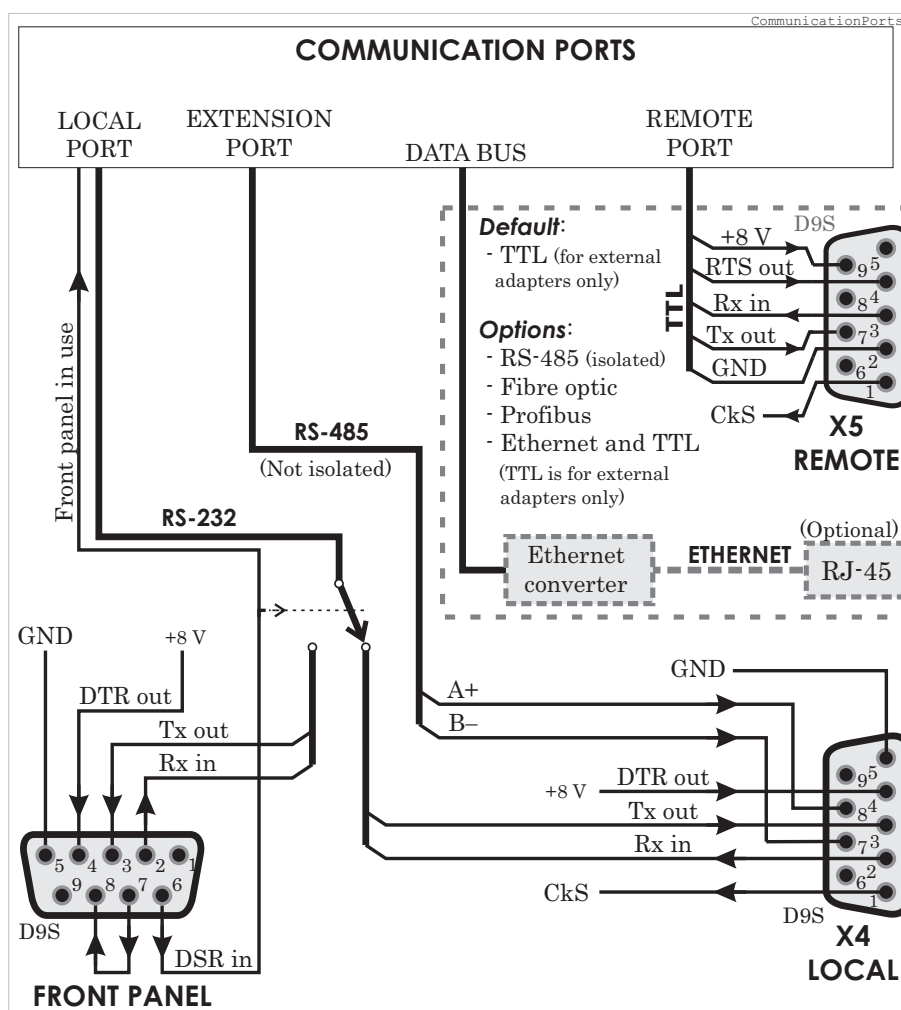 CommunicationPorts
COMMUNICATION PORTS
LOCAL
PORT
EXTENSION
PORT
DATA BUS
REMOTE
PORT
Default:
- TTL (for external
adapters only)
Options:
- RS-485 (isolated)
- Fibre optic
- Profibus
- Ethernet and TTL
(TTL is for external
adapters only)
TTL
+8 V
RTS out
Rx in
Tx out
GND
CkS
D9S
9
5
8
4
7
3
6
2
1
X5
REMOTE
Front panel in use
RS-485
(Not isolated)
RS-232
Ethernet
converter
ETHERNET
(Optional)
RJ-45
GND
+8 V
DTR out
Tx out
Rx in
5
4
3
2
1
9
8
7
6
D9S
DSR in
FRONT PANEL
GND
A+
B–
+8 V
DTR out
Tx out
Rx in
CkS
9
5
8
4
7
3
6
2
1
D9S
X4
LOCAL